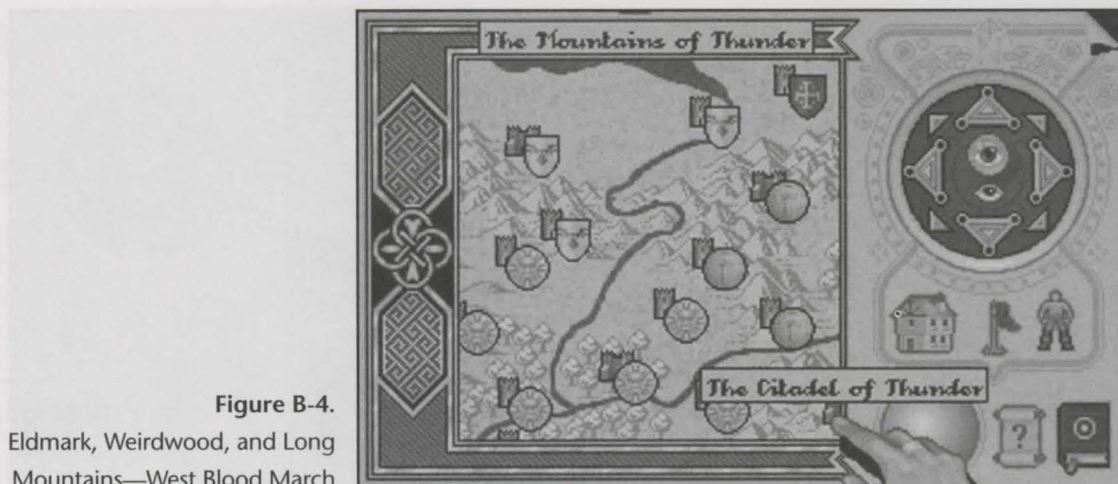 The Mountains of Thunder
The Citadel of Thunder
?
Figure B-4.
Eldmark, Weirdwood, and Long
Mountains—West Blood March